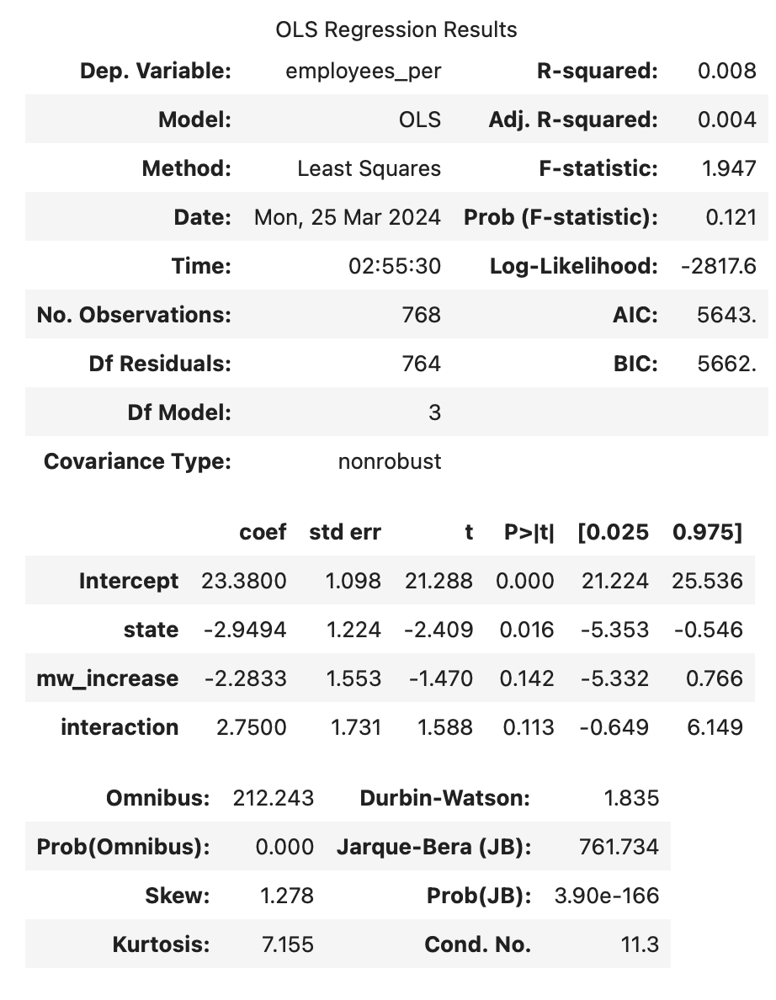 OLS Regression Results
Dep. Variable: employees_per R-squared: 0.008
Model: OLS Adj. R-squared: 0.004
Method: Least Squares F-statistic: 1.947
Date: Mon, 25 Mar 2024 Prob (F-statistic): 0.121
Time: 02:55:30 Log-Likelihood: -2817.6
No. Observations: 768 AIC: 5643.
Df Residuals: 764 BIC: 5662.
Df Model: 3
Covariance Type: nonrobust
coef std err t P>|t| [0.025 0.975]
Intercept 23.3800 1.098 21.288 0.000 21.224 25.536
state -2.9494 1.224 -2.409 0.016 -5.353 -0.546
mw_increase -2.2833 1.553 -1.470 0.142 -5.332 0.766
interaction 2.7500 1.731 1.588 0.113 -0.649 6.149
Omnibus: 212.243 Durbin-Watson: 1.835
Prob(Omnibus): 0.000 Jarque-Bera (JB): 761.734
Skew: 1.278 Prob(JB): 3.90e-166
Kurtosis: 7.155 Cond. No. 11.3